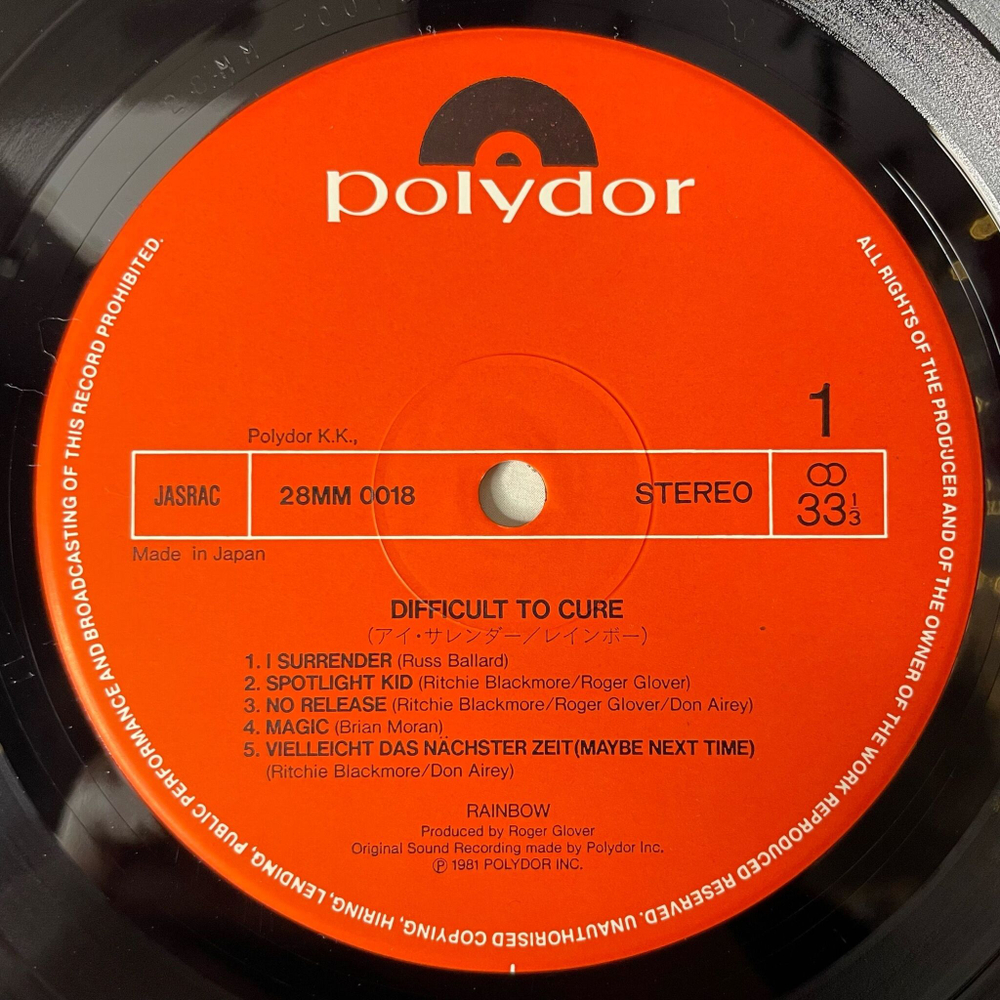 polydor
1
Polydor K.K.,
JASRAC
28MM 0018
STEREO
33 1/3
Made in Japan
DIFFICULT TO CURE
(アイ・サレンダー/レインボー)
1. I SURRENDER (Russ Ballard)
2. SPOTLIGHT KID (Ritchie Blackmore/Roger Glover)
3. NO RELEASE (Ritchie Blackmore/Roger Glover/Don Airey)
4. MAGIC (Brian Moran)
5. VIELLEICHT DAS NÄCHSTER ZEIT(MAYBE NEXT TIME)
(Ritchie Blackmore/Don Airey)
RAINBOW
Produced by Roger Glover
Original Sound Recording made by Polydor Inc.
Ⓟ 1981 POLYDOR INC.
ALL RIGHTS OF THE PRODUCER AND OF THE OWNER OF THE WORK REPRODUCED RESERVED. UNAUTHORISED COPYING, HIRING, LENDING, PUBLIC PERFORMANCE AND BROADCASTING OF THIS RECORD PROHIBITED.